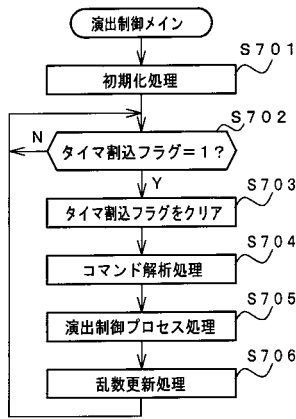 演出制御メイン
S701
初期化処理
S702
N
タイマ割込フラグ＝1？
Y
S703
タイマ割込フラグをクリア
S704
コマンド解析処理
S705
演出制御プロセス処理
S706
乱数更新処理